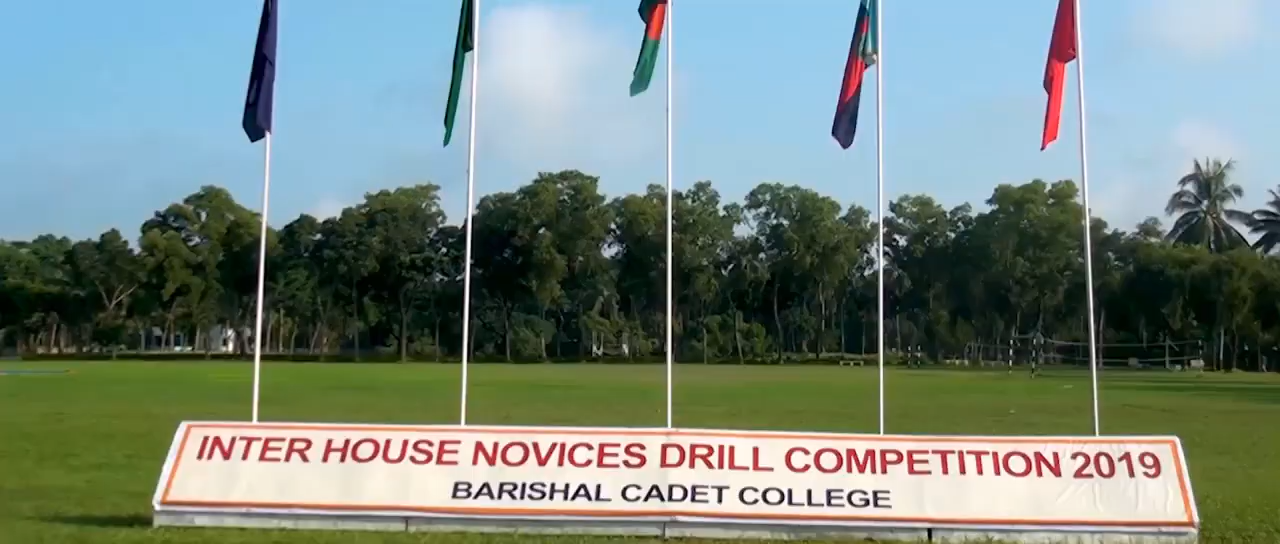 INTER HOUSE NOVICES DRILL COMPETITION 2019
BARISHAL CADET COLLEGE